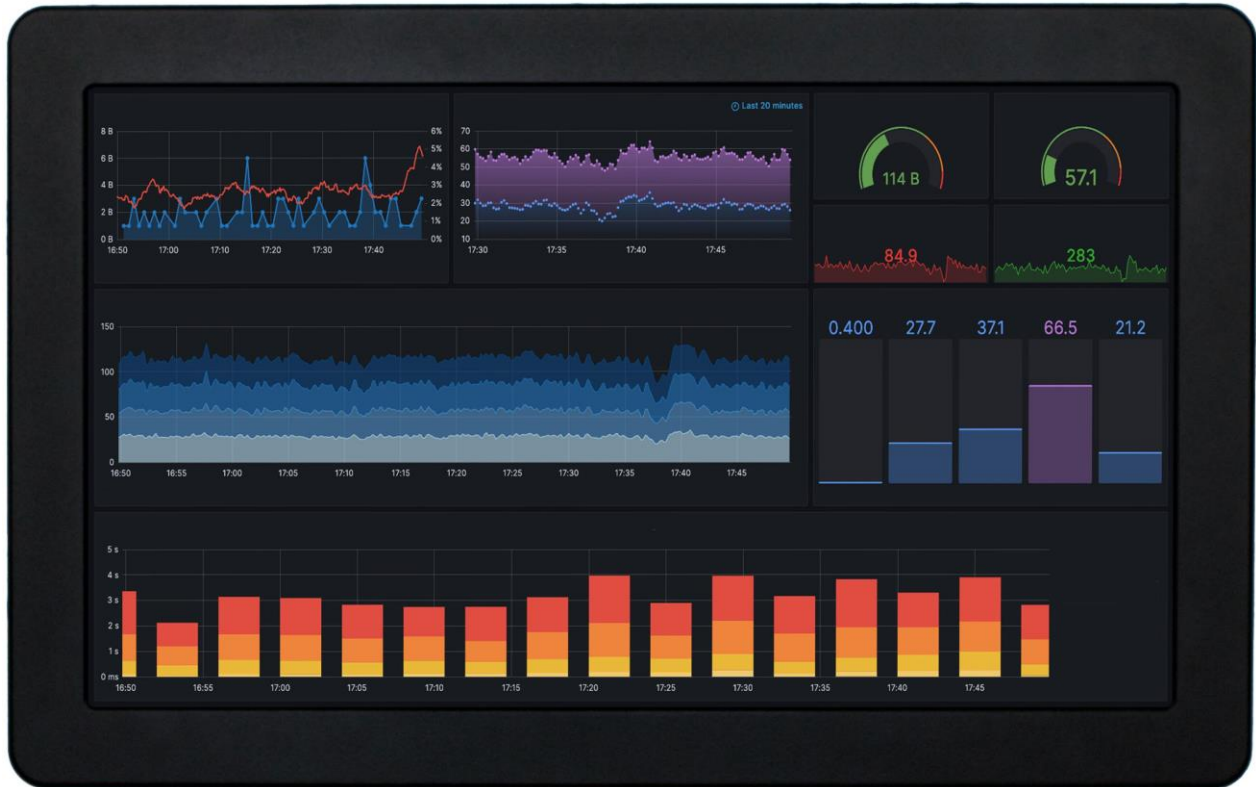 Last 20 minutes
8 B
6 B
4 B
2 B
0 B
6%
5%
4%
3%
2%
1%
0%
16:50 17:00 17:10 17:20 17:30 17:40
70
60
50
40
30
20
10
17:30 17:35 17:40 17:45
114 B
57.1
84.9
283
150
100
50
0
16:50 16:55 17:00 17:05 17:10 17:15 17:20 17:25 17:30 17:35 17:40 17:45
0.400 27.7 37.1 66.5 21.2
5 s
4 s
3 s
2 s
1 s
0 ms
16:50 16:55 17:00 17:05 17:10 17:15 17:20 17:25 17:30 17:35 17:40 17:45